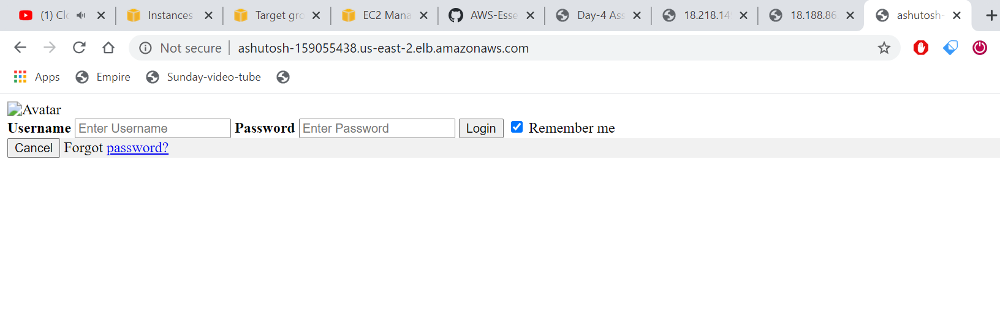 (1) Clo Instances Target gro EC2 Mana AWS-Esse Day-4 Ass 18.218.14 18.188.86. ashutosh-
Not secure ashutosh-159055438.us-east-2.elb.amazonaws.com
Apps Empire Sunday-video-tube
Avatar
Username Enter Username Password Enter Password Login Remember me
Cancel Forgot password?